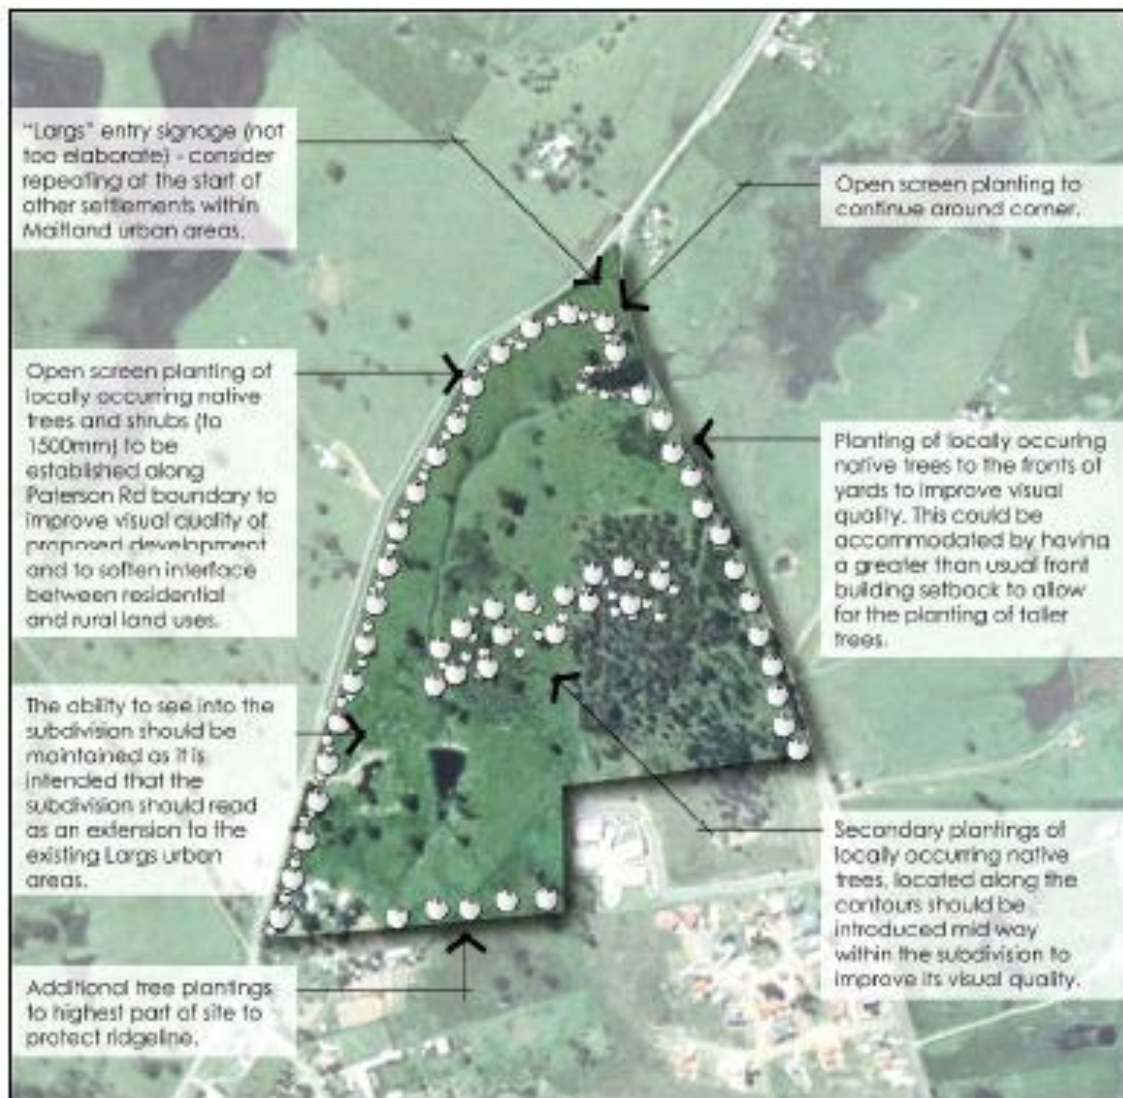 "Largs" entry signage (not
too elaborate) - consider
repeating at the start of
other settlements within
Maitland urban areas.
Open screen planting to
continue around corner.
Open screen planting of
locally occurring native
trees and shrubs (to
1500mm) to be
established along
Paterson Rd boundary to
improve visual quality of
proposed development
and to soften interface
between residential
and rural land uses.
Planting of locally occuring
native trees to the fronts of
yards to improve visual
quality. This could be
accommodated by having
a greater than usual front
building setback to allow
for the planting of taller
trees.
The ability to see into the
subdivision should be
maintained as it is
intended that the
subdivision should read
as an extension to the
existing Largs urban
areas.
Secondary plantings of
locally occurring native
trees, located along the
contours should be
introduced mid way
within the subdivision to
improve its visual quality.
Additional tree plantings
to highest part of site to
protect ridgeline.